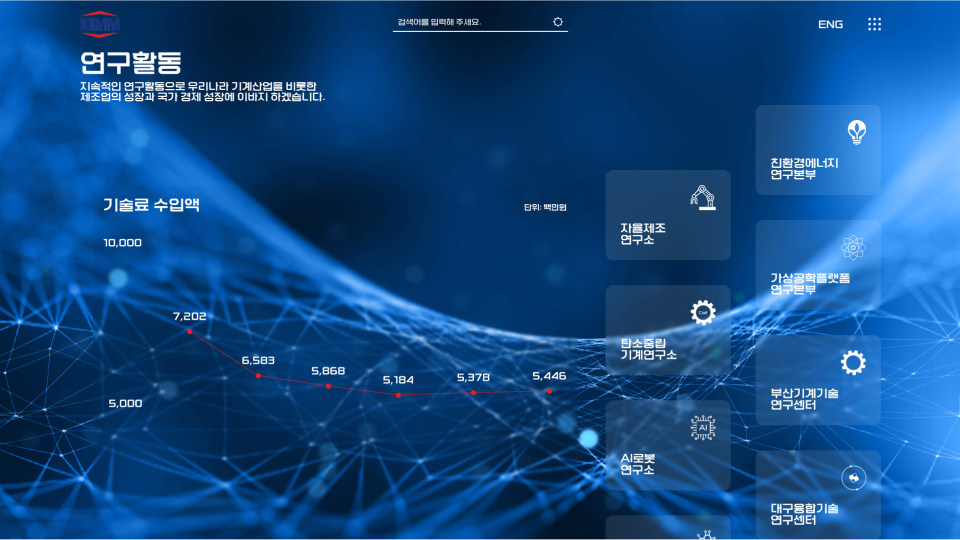 KIMM
검색어를 입력해 주세요.
ENG
연구활동
지속적인 연구활동으로 우리나라 기계산업을 비롯한
제조업의 성장과 국가 경제 성장에 이바지 하겠습니다.
기술료 수입액
단위: 백만원
10,000
7,202
6,583
5,868
5,184
5,378
5,446
5,000
자율제조
연구소
탄소중립
기계연구소
AI
AI로봇
연구소
친환경에너지
연구본부
가상공학플랫폼
연구본부
부산기계기술
연구센터
대구융합기술
연구센터